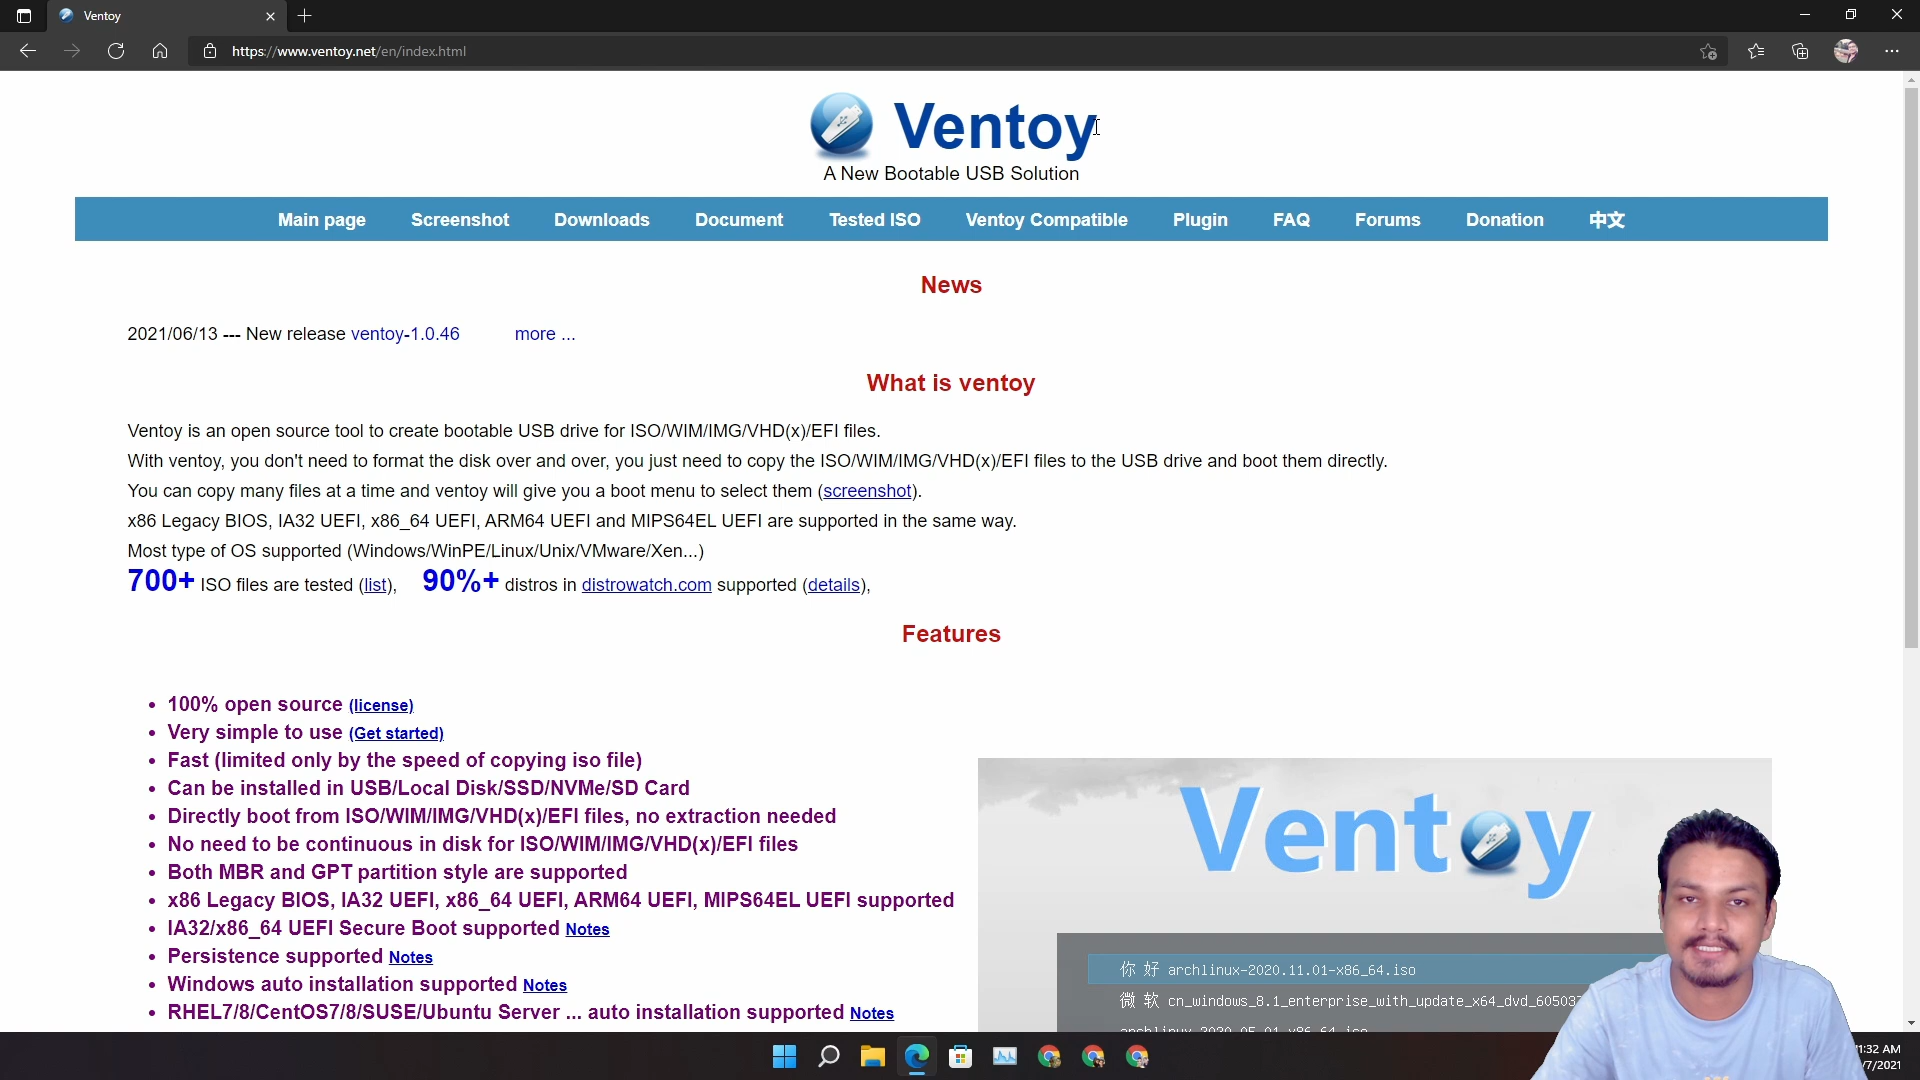 Ventoy
https://www.ventoy.net/en/index.html
Ventoy
A New Bootable USB Solution
Main page Screenshot Downloads Document Tested ISO Ventoy Compatible Plugin FAQ Forums Donation 中文
News
2021/06/13 --- New release ventoy-1.0.46 more ...
What is ventoy
Ventoy is an open source tool to create bootable USB drive for ISO/WIM/IMG/VHD(x)/EFI files.
With ventoy, you don't need to format the disk over and over, you just need to copy the ISO/WIM/IMG/VHD(x)/EFI files to the USB drive and boot them directly.
You can copy many files at a time and ventoy will give you a boot menu to select them (screenshot).
x86 Legacy BIOS, IA32 UEFI, x86_64 UEFI, ARM64 UEFI and MIPS64EL UEFI are supported in the same way.
Most type of OS supported (Windows/WinPE/Linux/Unix/VMware/Xen...)
700+ ISO files are tested (list), 90%+ distros in distrowatch.com supported (details),
Features
• 100% open source (license)
• Very simple to use (Get started)
• Fast (limited only by the speed of copying iso file)
• Can be installed in USB/Local Disk/SSD/NVMe/SD Card
• Directly boot from ISO/WIM/IMG/VHD(x)/EFI files, no extraction needed
• No need to be continuous in disk for ISO/WIM/IMG/VHD(x)/EFI files
• Both MBR and GPT partition style are supported
• x86 Legacy BIOS, IA32 UEFI, x86_64 UEFI, ARM64 UEFI, MIPS64EL UEFI supported
• IA32/x86_64 UEFI Secure Boot supported Notes
• Persistence supported Notes
• Windows auto installation supported Notes
• RHEL7/8/CentOS7/8/SUSE/Ubuntu Server ... auto installation supported Notes
Ventoy
你 好 archlinux-2020.11.01-x86_64.iso
微 软 cn_windows_8.1_enterprise_with_update_x64_dvd_60503
archlinux-2020.05.01-x86_64.iso
:32 AM
/7/2021